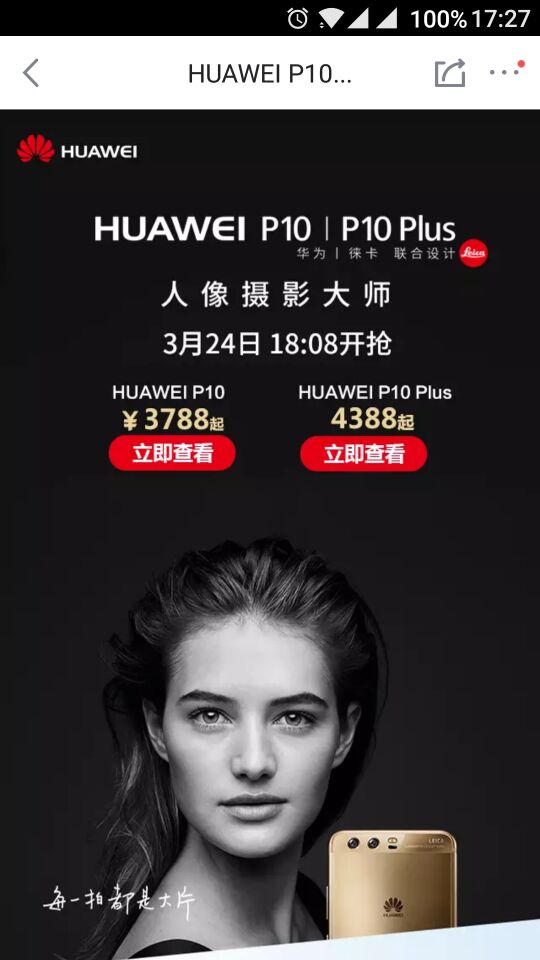 100% 17:27
HUAWEI P10...
HUAWEI
HUAWEI P10 | P10 Plus
华为 | 徕卡 联合设计 Leica
人像摄影大师
3月24日 18:08开抢
HUAWEI P10 HUAWEI P10 Plus
¥3788起 4388起
立即查看 立即查看
LEICA
HUAWEI
每一拍都是大片